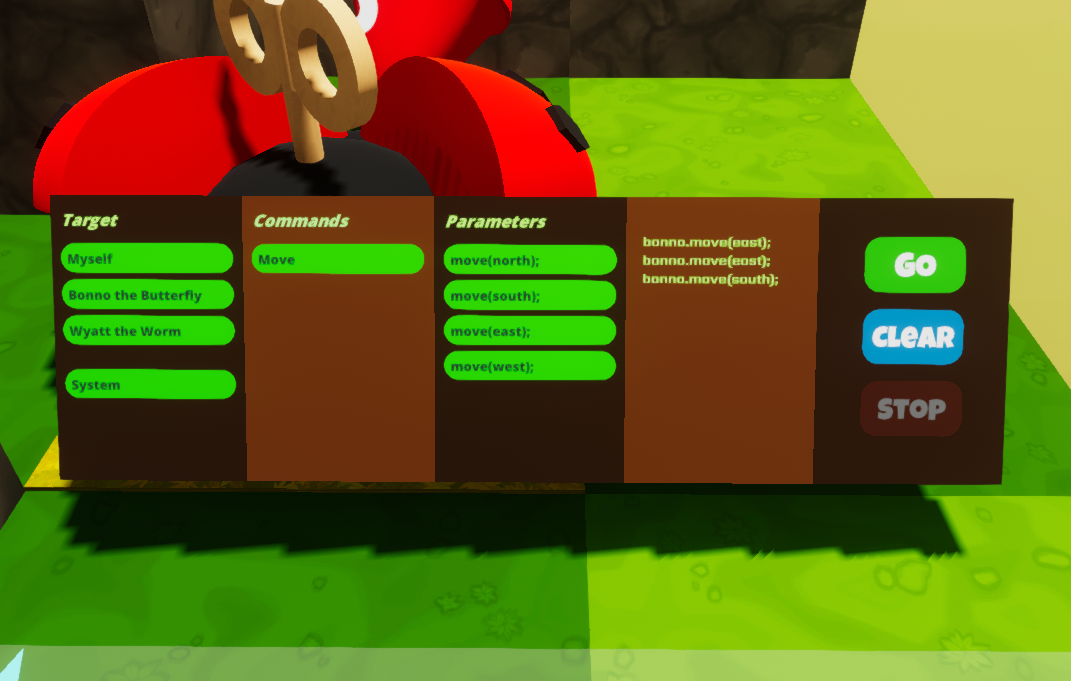 Target
Myself
Bonno the Butterfly
Wyatt the Worm
System
Commands
Move
Parameters
move(north);
move(south);
move(east);
move(west);
bonno.move(east);
bonno.move(east);
bonno.move(south);
GO
CLEAR
STOP